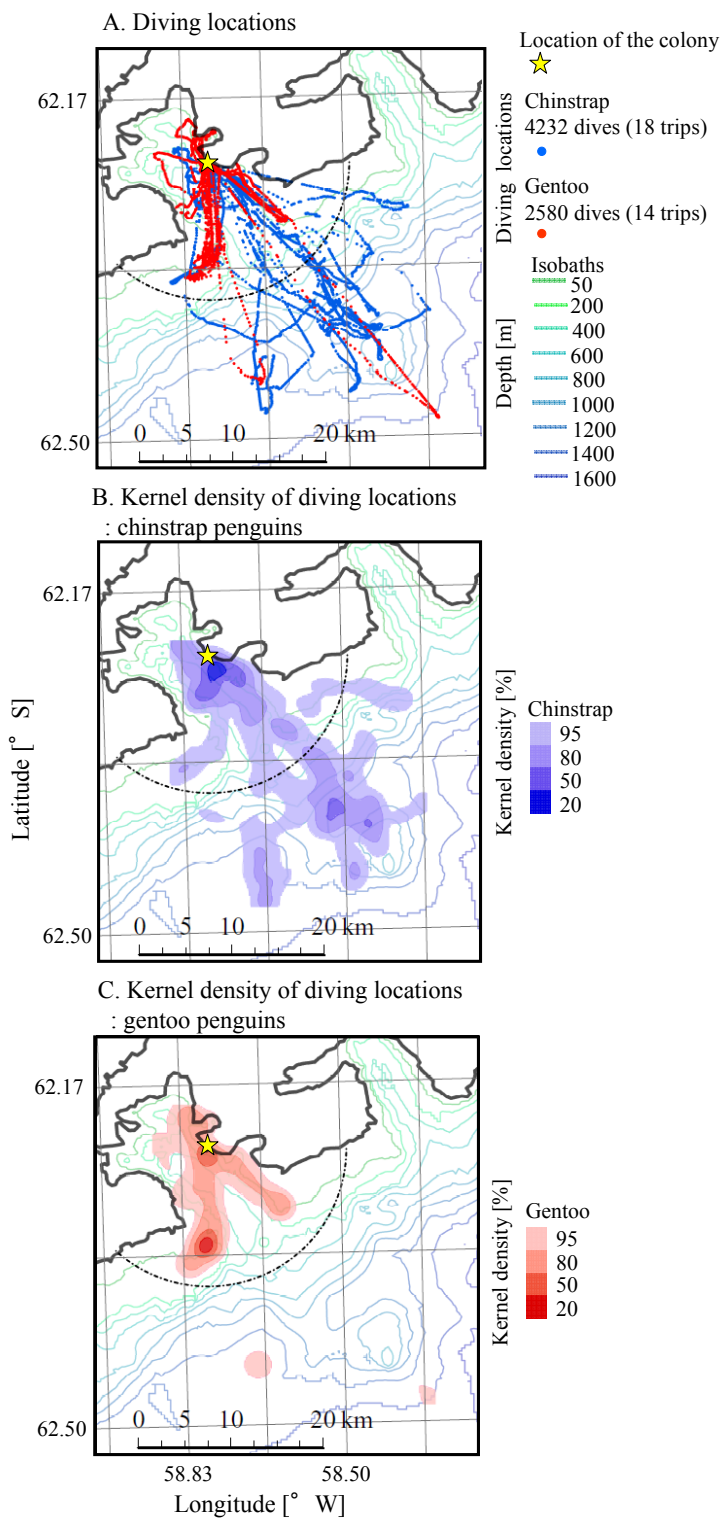 A. Diving locations
62.17
62.50
0 5 10 20 km
Location of the colony
Diving locations
Chinstrap
4232 dives (18 trips)
Gentoo
2580 dives (14 trips)
Isobaths
Depth [m]
50
200
400
600
800
1000
1200
1400
1600
B. Kernel density of diving locations
: chinstrap penguins
62.17
62.50
Latitude [° S]
0 5 10 20 km
Kernel density [%]
Chinstrap
95
80
50
20
C. Kernel density of diving locations
: gentoo penguins
62.17
62.50
0 5 10 20 km
58.83 58.50
Longitude [° W]
Kernel density [%]
Gentoo
95
80
50
20